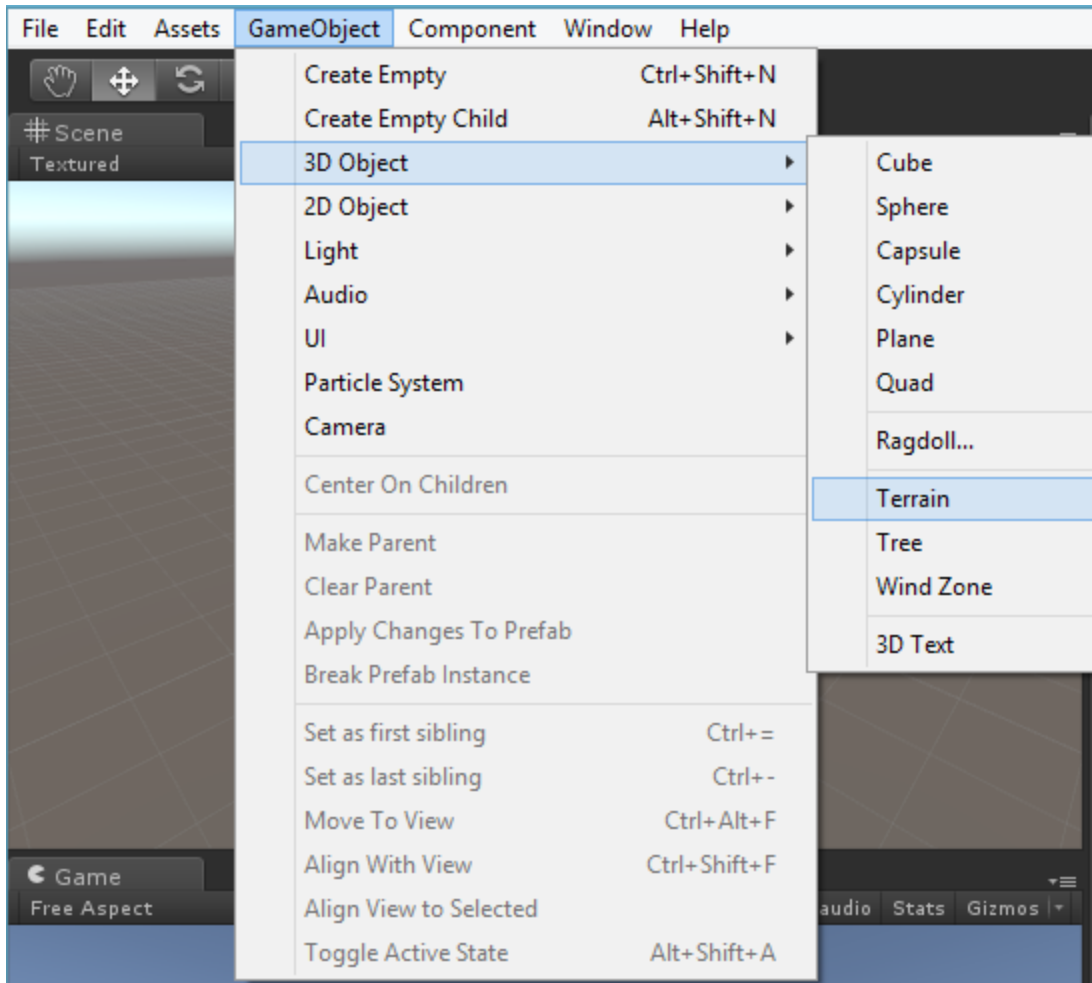 File Edit Assets GameObject Component Window Help
Create Empty Ctrl+Shift+N
Create Empty Child Alt+Shift+N
3D Object
2D Object
Light
Audio
UI
Particle System
Camera
Center On Children
Make Parent
Clear Parent
Apply Changes To Prefab
Break Prefab Instance
Set as first sibling Ctrl+=
Set as last sibling Ctrl+-
Move To View Ctrl+Alt+F
Align With View Ctrl+Shift+F
Align View to Selected
Toggle Active State Alt+Shift+A
Cube
Sphere
Capsule
Cylinder
Plane
Quad
Ragdoll...
Terrain
Tree
Wind Zone
3D Text
Scene
Textured
Game
Free Aspect
audio Stats Gizmos